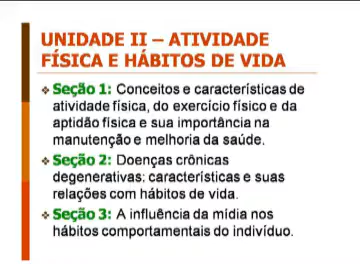 UNIDADE II – ATIVIDADE
FÍSICA E HÁBITOS DE VIDA
Seção 1: Conceitos e características de
atividade física, do exercício físico e da
aptidão física e sua importância na
manutenção e melhoria da saúde.
Seção 2: Doenças crônicas
degenerativas: características e suas
relações com hábitos de vida.
Seção 3: A influência da mídia nos
hábitos comportamentais do indivíduo.